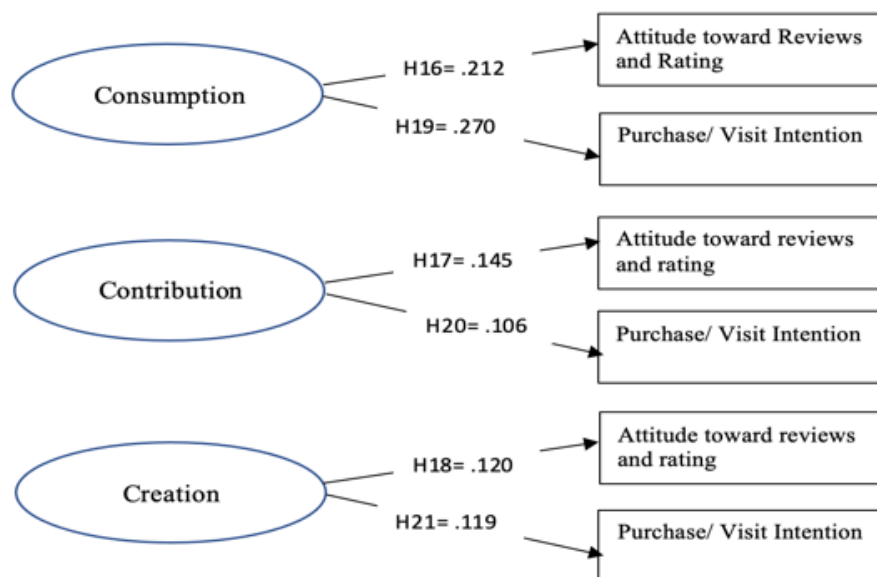 Attitude toward Reviews
and Rating
H16= .212
Consumption
H19= .270
Purchase/ Visit Intention
Attitude toward reviews
and rating
H17= .145
Contribution
H20= .106
Purchase/ Visit Intention
Attitude toward reviews
and rating
H18= .120
Creation
H21= .119
Purchase/ Visit Intention